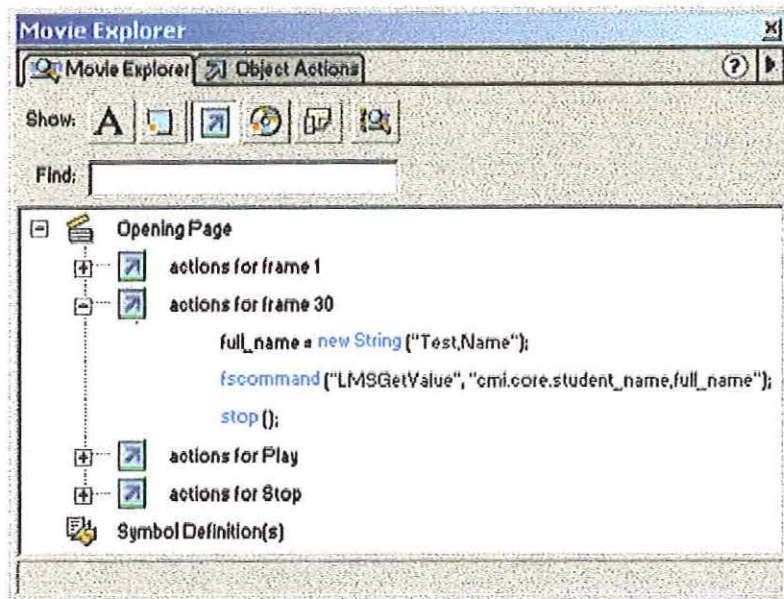 Movie Explorer
Movie Explorer Object Actions
Show:
Find:
Opening Page
actions for frame 1
actions for frame 30
full_name = new String ("Test,Name");
fscommand ("LMSGetValue", "cmi.core.student_name,full_name");
stop ();
actions for Play
actions for Stop
Symbol Definition(s)